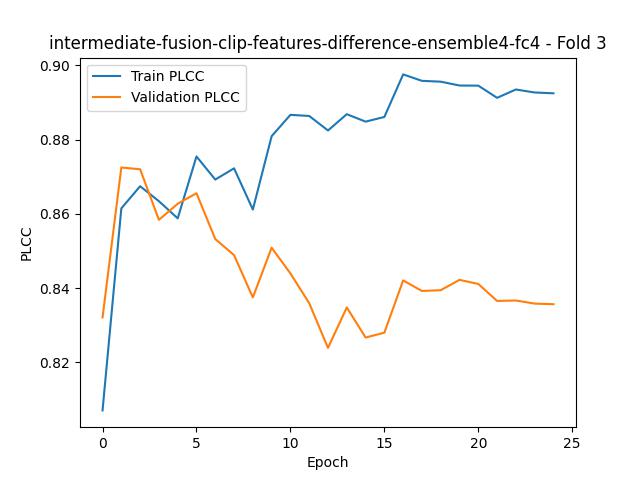 intermediate-fusion-clip-features-difference-ensemble4-fc4 - Fold 3
Train PLCC
Validation PLCC
0.90
0.88
0.86
0.84
0.82
PLCC
0 5 10 15 20 25
Epoch